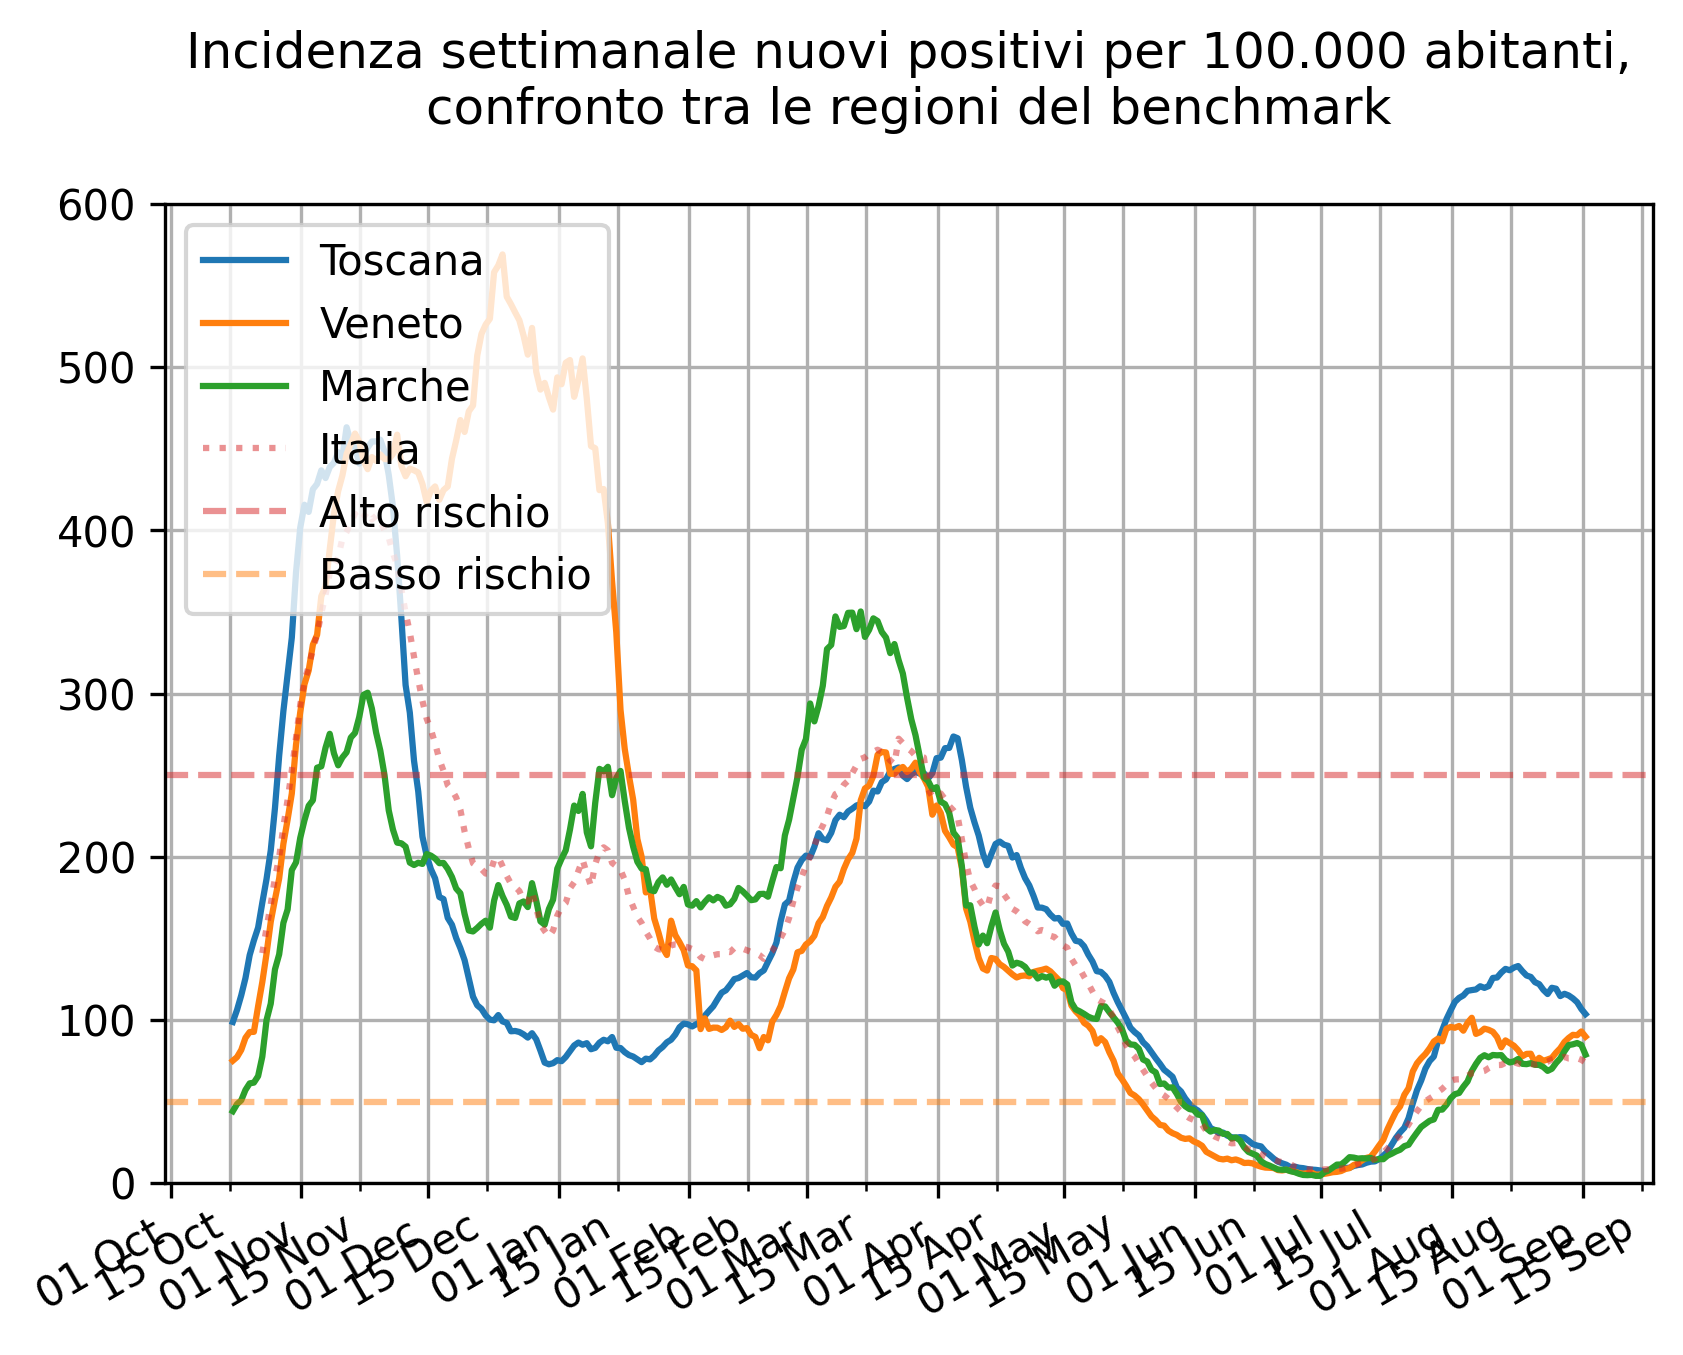 Incidenza settimanale nuovi positivi per 100.000 abitanti,
confronto tra le regioni del benchmark
600
500
400
300
200
100
0
Toscana
Veneto
Marche
Italia
Alto rischio
Basso rischio
01 Oct
15 Oct
01 Nov
15 Nov
01 Dec
15 Dec
01 Jan
15 Jan
01 Feb
15 Feb
01 Mar
15 Mar
01 Apr
15 Apr
01 May
15 May
01 Jun
15 Jun
01 Jul
15 Jul
01 Aug
15 Aug
01 Sep
15 Sep